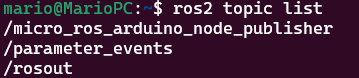 mario@MarioPC:~$ ros2 topic list
/micro_ros_arduino_node_publisher
/parameter_events
/rosout